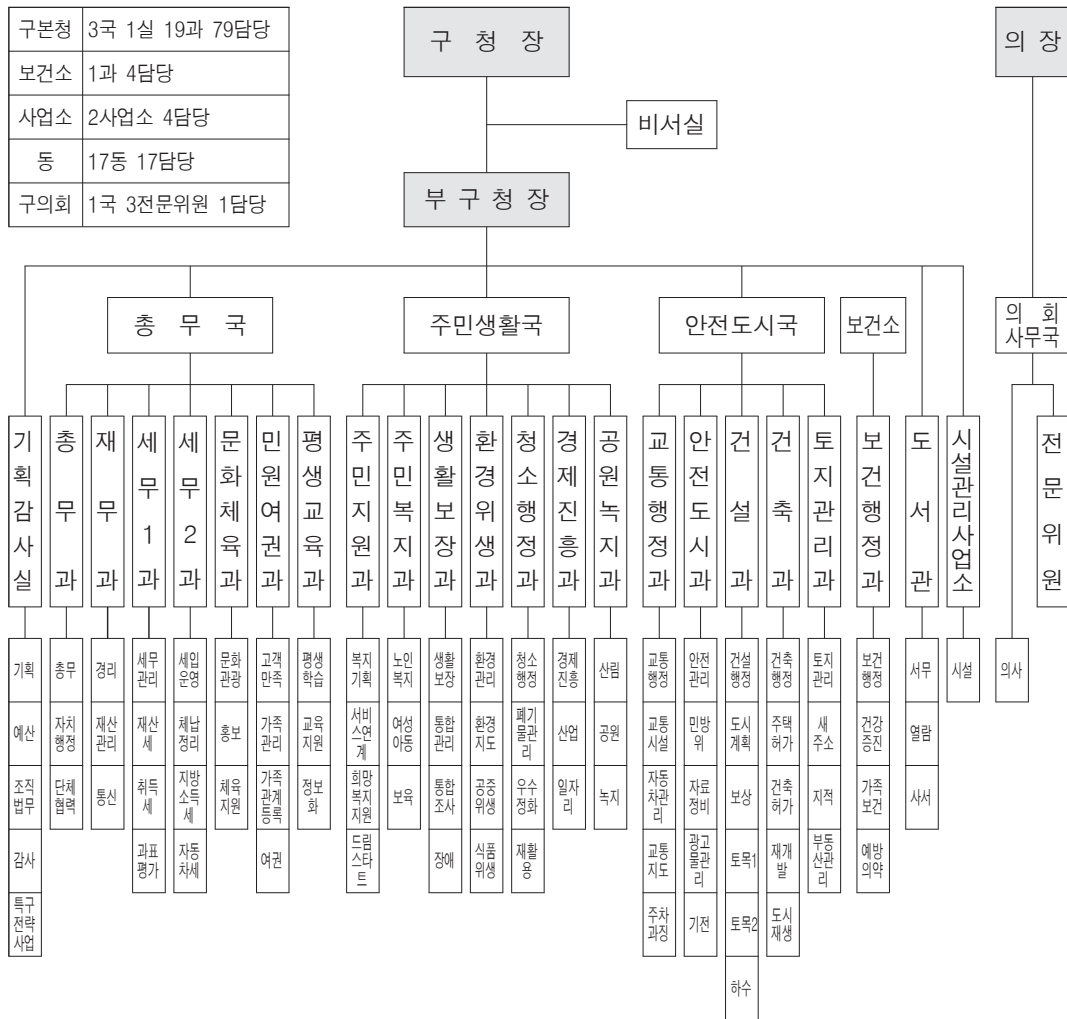 구본청 3국 1실 19과 79담당
보건소 1과 4담당
사업소 2사업소 4담당
동 17동 17담당
구의회 1국 3전문위원 1담당
구 청 장
의 장
비서실
부 구 청 장
총 무 국
주민생활국
안전도시국
보건소
의 회
사무국
기획감사실
총무과
재무과
세무1과
세무2과
문화체육과
민원여권과
평생교육과
주민지원과
주민복지과
생활보장과
환경위생과
청소행정과
경제진흥과
공원녹지과
교통행정과
안전도시과
건설과
건축과
토지관리과
보건행정과
도서관
시설관리사업소
전문위원
기획
예산
조직
법무
감사
특구
전략
사업
총무
자치
행정
단체
협력
경리
재산
관리
통신
세무
관리
재산
세
취득
세
과표
평가
세입
운영
체납
정리
지방
소득
세
자동
차세
문화
관광
홍보
체육
지원
고객
만족
가족
관리
가족
관계
등록
여권
평생
학습
교육
지원
정보
화
복지
기획
서비
스연
계
희망
복지
지원
드림
스타
트
노인
복지
여성
아동
보육
생활
보장
통합
관리
통합
조사
장애
환경
관리
환경
지도
공중
위생
식품
위생
청소
행정
폐기
물관
리
우수
정화
재활
용
경제
진흥
산업
일자
리
산림
공원
녹지
교통
행정
교통
시설
자동
차관
리
교통
지도
주차
과징
안전
관리
민방
위
자료
정비
광고
물관
리
기전
건설
행정
도시
계획
보상
토목1
토목2
하수
건축
행정
주택
허가
건축
허가
재개
발
도시
재생
토지
관리
새
주소
지적
부동
산관
리
보건
행정
건강
증진
가족
보건
예방
의약
서무
열람
사서
시설
의사